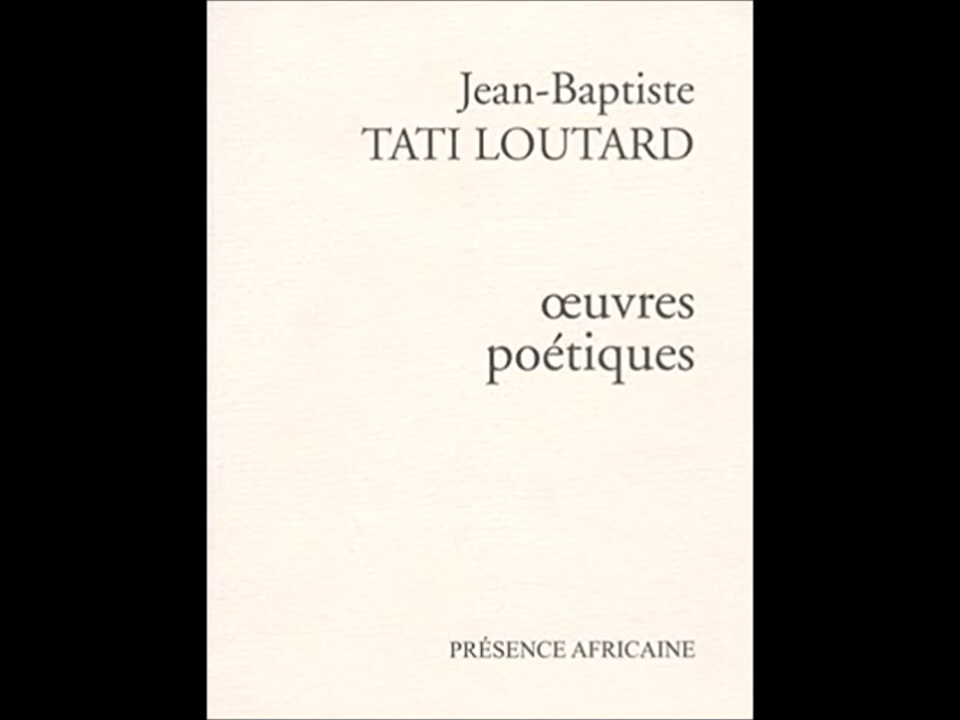 Jean-Baptiste
TATI LOUTARD
œuvres
poétiques
PRÉSENCE AFRICAINE